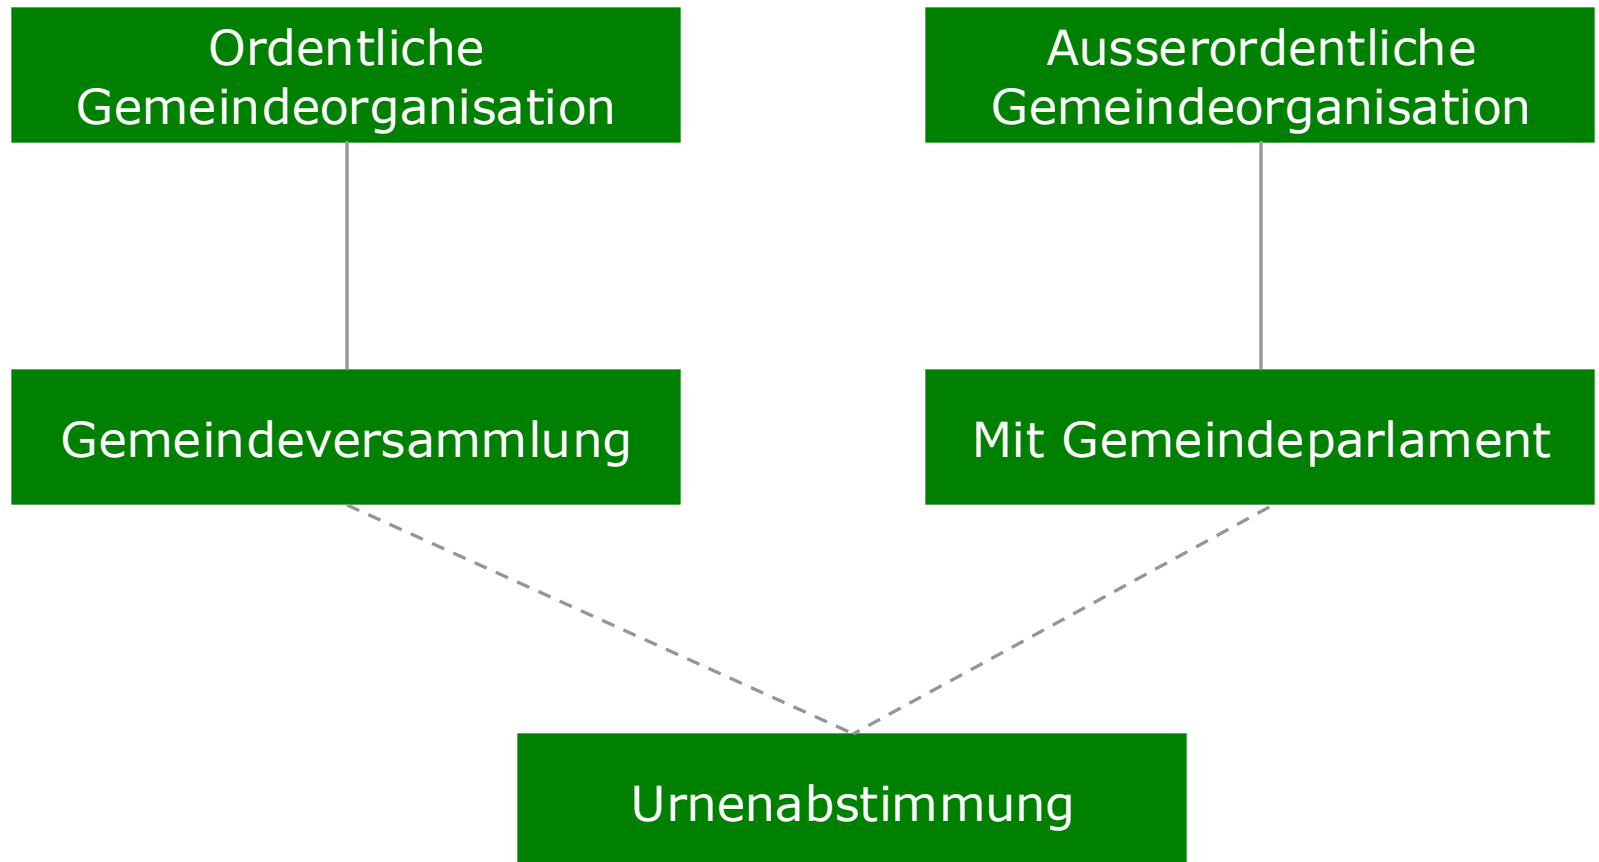 Ordentliche
Gemeindeorganisation
Ausserordentliche
Gemeindeorganisation
Gemeindeversammlung
Mit Gemeindeparlament
Urnenabstimmung